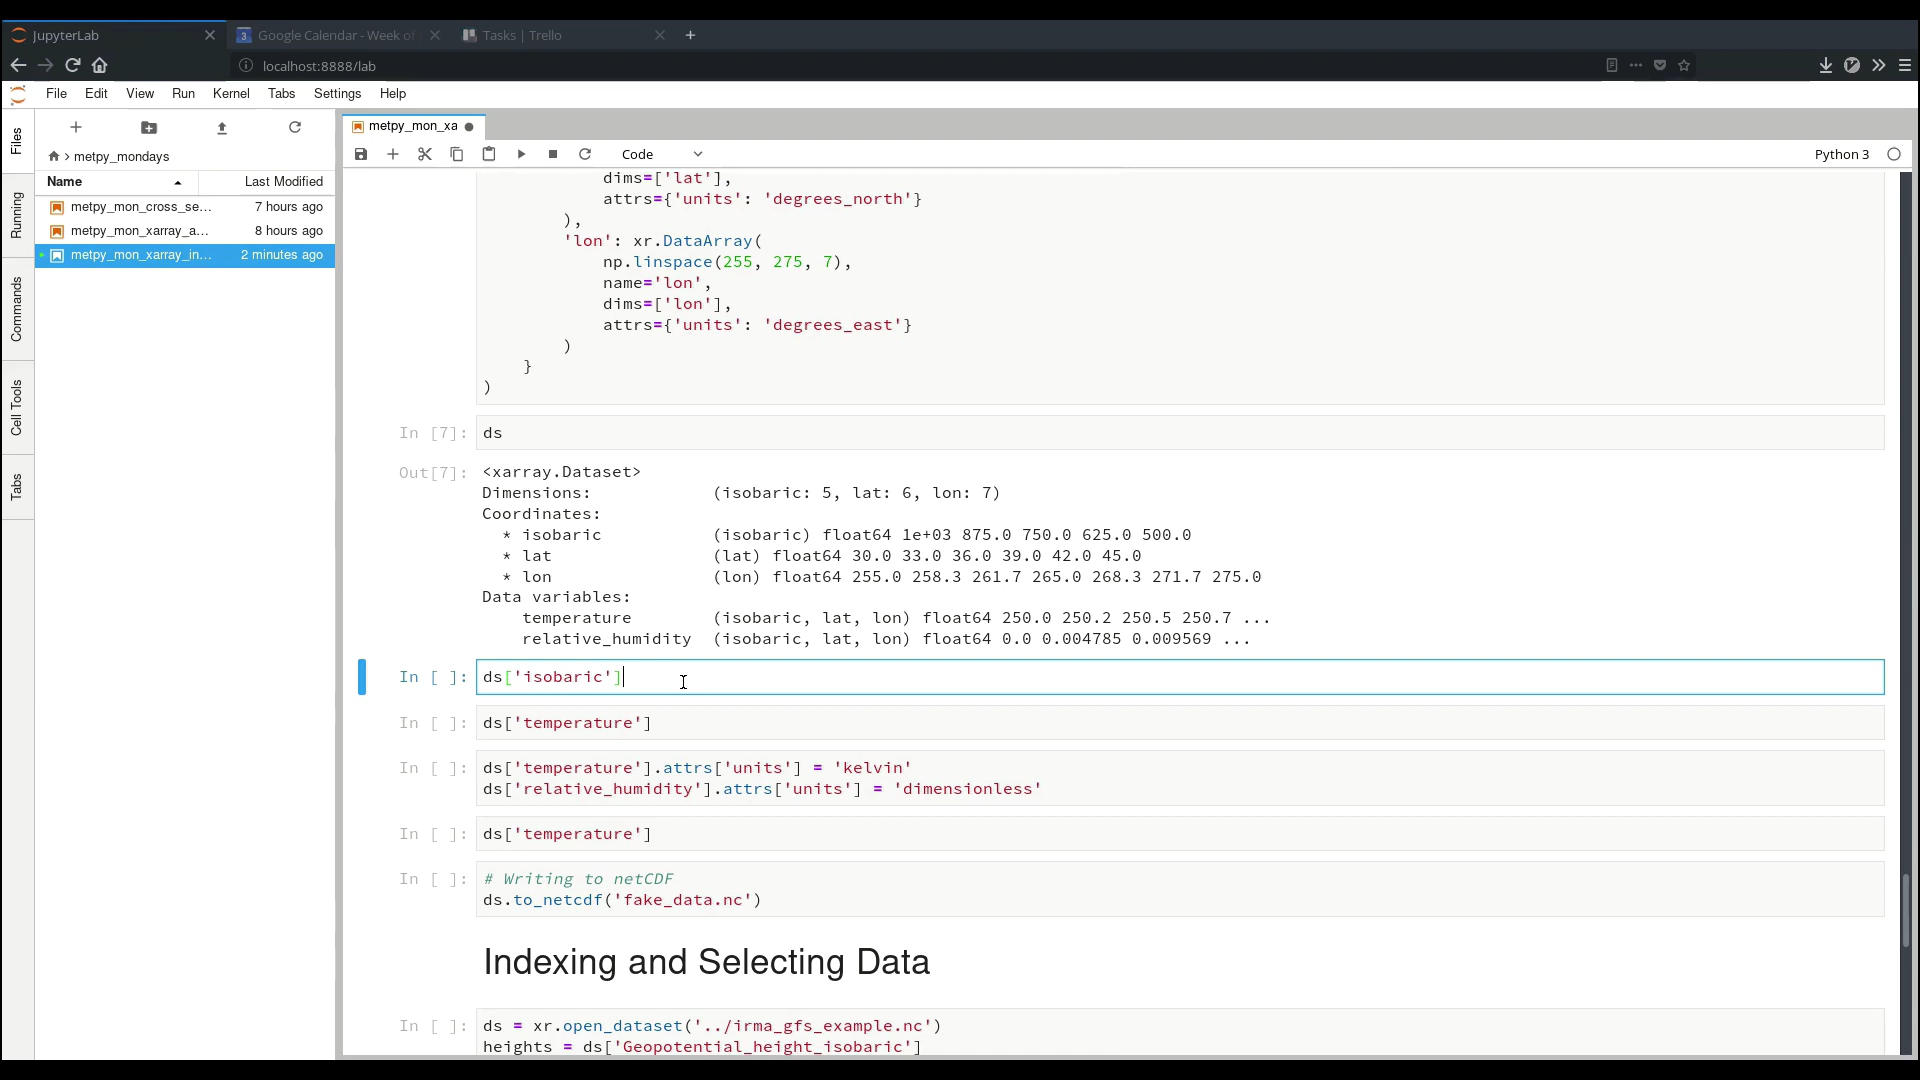 JupyterLab
3 Google Calendar - Week of
Tasks | Trello
localhost:8888/lab
File Edit View Run Kernel Tabs Settings Help
Files
Running
Commands
Cell Tools
Tabs
metpy_mondays
Name Last Modified
metpy_mon_cross_se... 7 hours ago
metpy_mon_xarray_a... 8 hours ago
metpy_mon_xarray_in... 2 minutes ago
metpy_mon_xa
Code
Python 3
dims=['lat'],
attrs={'units': 'degrees_north'}
),
'lon': xr.DataArray(
np.linspace(255, 275, 7),
name='lon',
dims=['lon'],
attrs={'units': 'degrees_east'}
)
}
)
In [7]: ds
Out[7]: <xarray.Dataset>
Dimensions: (isobaric: 5, lat: 6, lon: 7)
Coordinates:
* isobaric (isobaric) float64 1e+03 875.0 750.0 625.0 500.0
* lat (lat) float64 30.0 33.0 36.0 39.0 42.0 45.0
* lon (lon) float64 255.0 258.3 261.7 265.0 268.3 271.7 275.0
Data variables:
temperature (isobaric, lat, lon) float64 250.0 250.2 250.5 250.7 ...
relative_humidity (isobaric, lat, lon) float64 0.0 0.004785 0.009569 ...
In [ ]: ds['isobaric']
In [ ]: ds['temperature']
In [ ]: ds['temperature'].attrs['units'] = 'kelvin'
ds['relative_humidity'].attrs['units'] = 'dimensionless'
In [ ]: ds['temperature']
In [ ]: # Writing to netCDF
ds.to_netcdf('fake_data.nc')
Indexing and Selecting Data
In [ ]: ds = xr.open_dataset('../irma_gfs_example.nc')
heights = ds['Geopotential_height_isobaric']